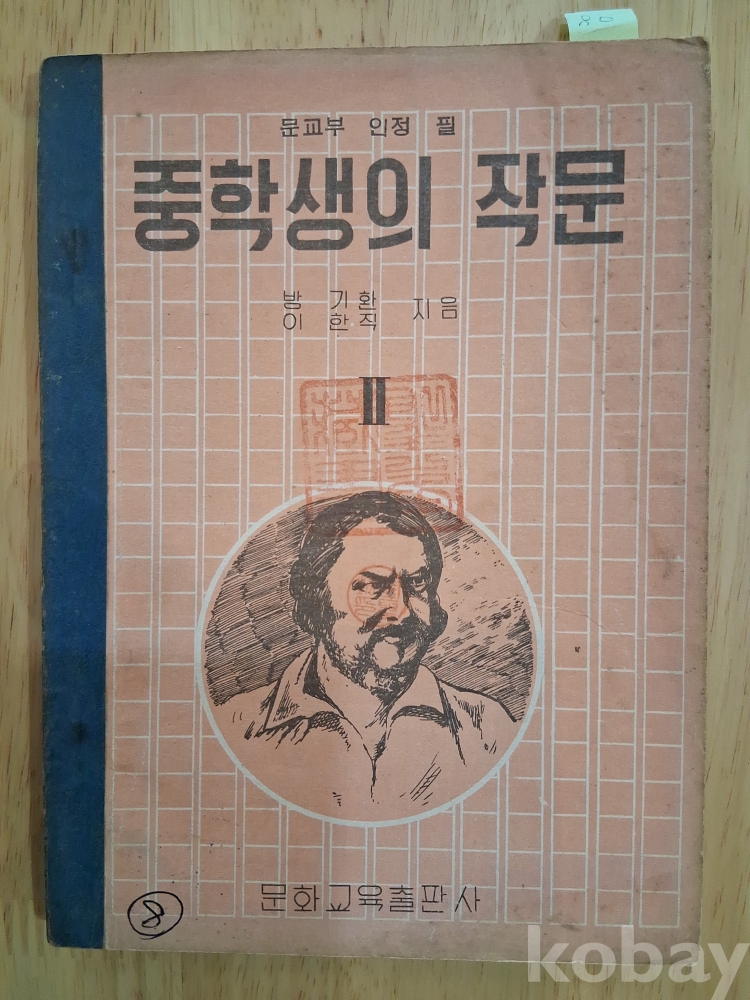 문교부 인정 필
중학생의 작문
방 기환
이 한직 지음
II
문화교육출판사
8
kobay